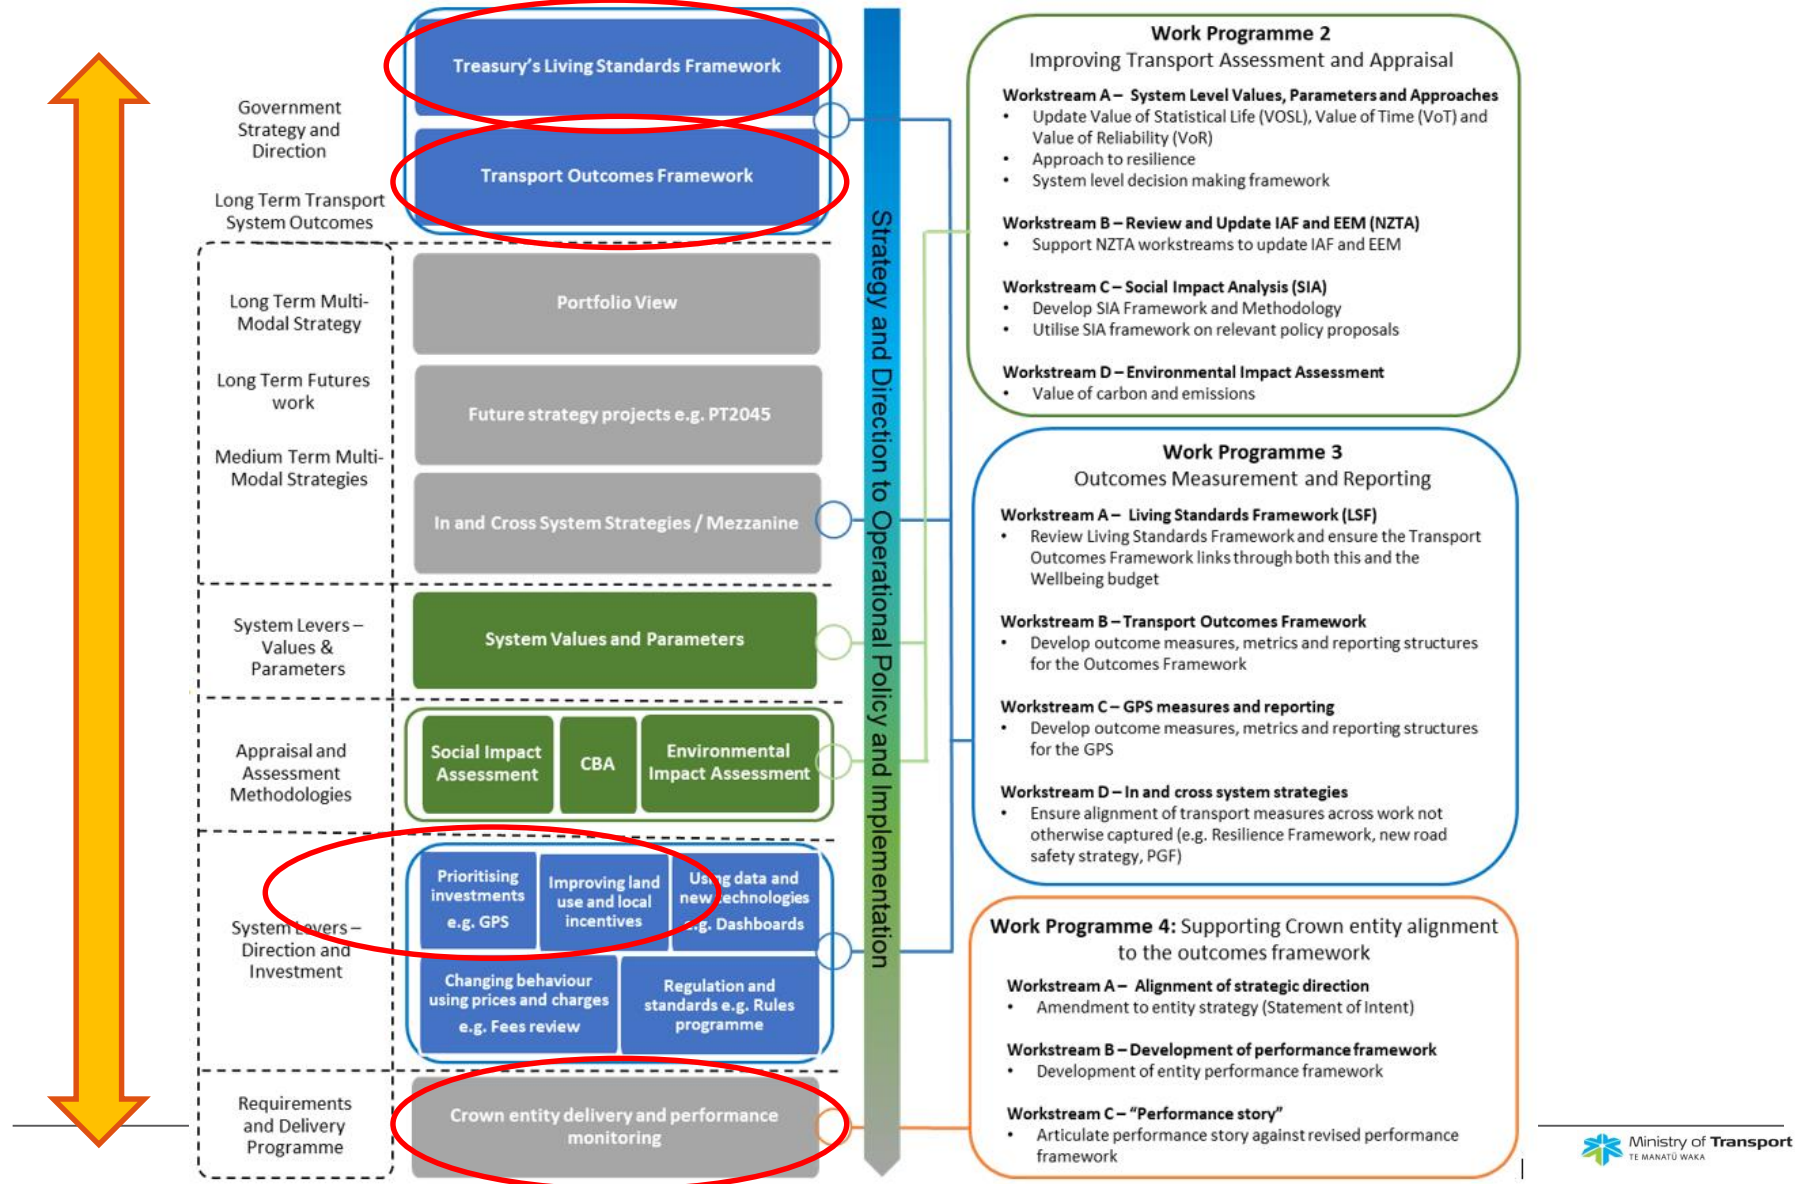 Government
Strategy and
Direction
Long Term Transport
System Outcomes
Long Term Multi-
Modal Strategy
Long Term Futures
work
Medium Term Multi-
Modal Strategies
System Levers –
Values &
Parameters
Appraisal and
Assessment
Methodologies
System Levers –
Direction and
Investment
Requirements
and Delivery
Programme
Treasury's Living Standards Framework
Transport Outcomes Framework
Portfolio View
Future strategy projects e.g. PT2045
In and Cross System Strategies / Mezzanine
System Values and Parameters
Social Impact
Assessment
CBA
Environmental
Impact Assessment
Prioritising
investments
e.g. GPS
Improving land
use and local
incentives
Using data and
new technologies
e.g. Dashboards
Changing behaviour
using prices and charges
e.g. Fees review
Regulation and
standards e.g. Rules
programme
Crown entity delivery and performance
monitoring
Strategy and Direction to Operational Policy and Implementation
Work Programme 2
Improving Transport Assessment and Appraisal
Workstream A – System Level Values, Parameters and Approaches
• Update Value of Statistical Life (VOSL), Value of Time (VoT) and
Value of Reliability (VoR)
• Approach to resilience
• System level decision making framework
Workstream B – Review and Update IAF and EEM (NZTA)
• Support NZTA workstreams to update IAF and EEM
Workstream C – Social Impact Analysis (SIA)
• Develop SIA Framework and Methodology
• Utilise SIA framework on relevant policy proposals
Workstream D – Environmental Impact Assessment
• Value of carbon and emissions
Work Programme 3
Outcomes Measurement and Reporting
Workstream A – Living Standards Framework (LSF)
• Review Living Standards Framework and ensure the Transport
Outcomes Framework links through both this and the
Wellbeing budget
Workstream B – Transport Outcomes Framework
• Develop outcome measures, metrics and reporting structures
for the Outcomes Framework
Workstream C – GPS measures and reporting
• Develop outcome measures, metrics and reporting structures
for the GPS
Workstream D – In and cross system strategies
• Ensure alignment of transport measures across work not
otherwise captured (e.g. Resilience Framework, new road
safety strategy, PGF)
Work Programme 4: Supporting Crown entity alignment
to the outcomes framework
Workstream A – Alignment of strategic direction
• Amendment to entity strategy (Statement of Intent)
Workstream B – Development of performance framework
• Development of entity performance framework
Workstream C – “Performance story”
• Articulate performance story against revised performance
framework
Ministry of Transport
TE MANATŪ WAKA